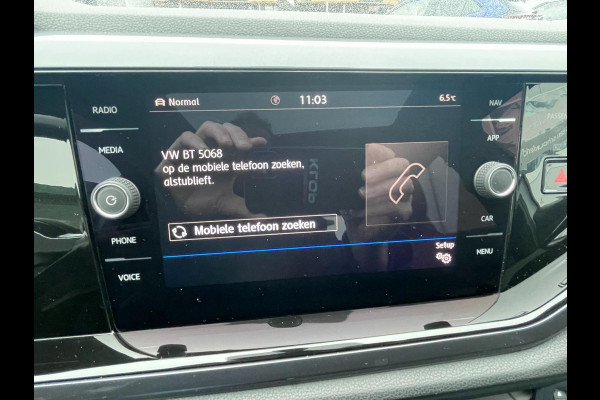 RADIO
MEDIA
PHONE
VOICE
Normal
11:03
6.5°C
VW BT 5068
op de mobiele telefoon zoeken,
alstublieft.
Mobiele telefoon zoeken
Setup
NAV
APP
CAR
MENU
KLOP